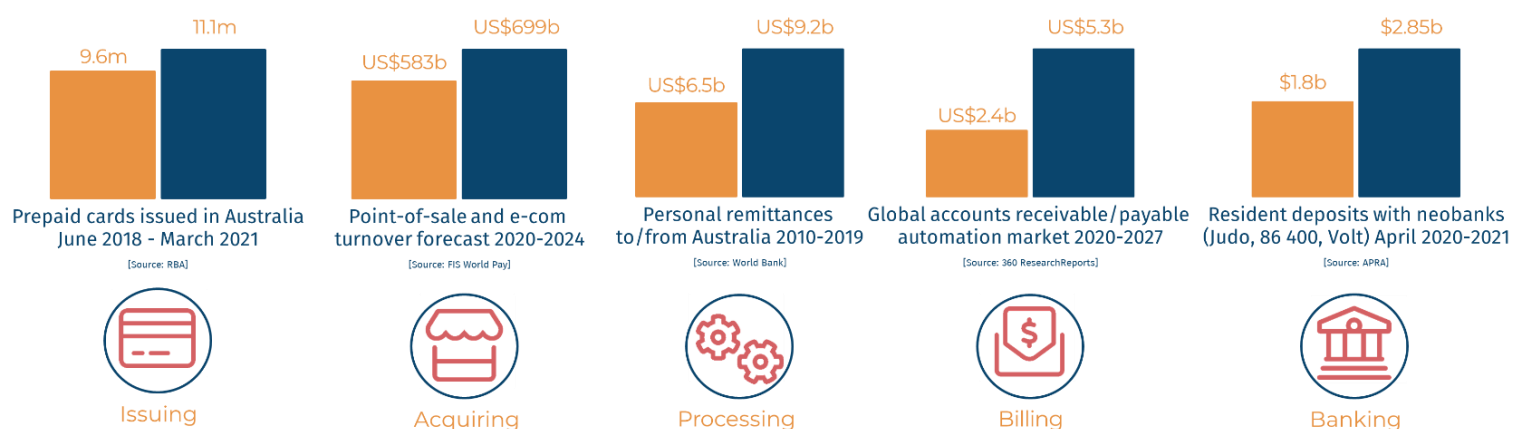 9.6m
11.1m
Prepaid cards issued in Australia
June 2018 - March 2021
[Source: RBA]
Issuing
US$583b
US$699b
Point-of-sale and e-com
turnover forecast 2020-2024
[Source: FIS World Pay]
Acquiring
US$6.5b
US$9.2b
Personal remittances
to/from Australia 2010-2019
[Source: World Bank]
Processing
US$2.4b
US$5.3b
Global accounts receivable/payable
automation market 2020-2027
[Source: 360 ResearchReports]
$
Billing
$1.8b
$2.85b
Resident deposits with neobanks
(Judo, 86 400, Volt) April 2020-2021
[Source: APRA]
Banking